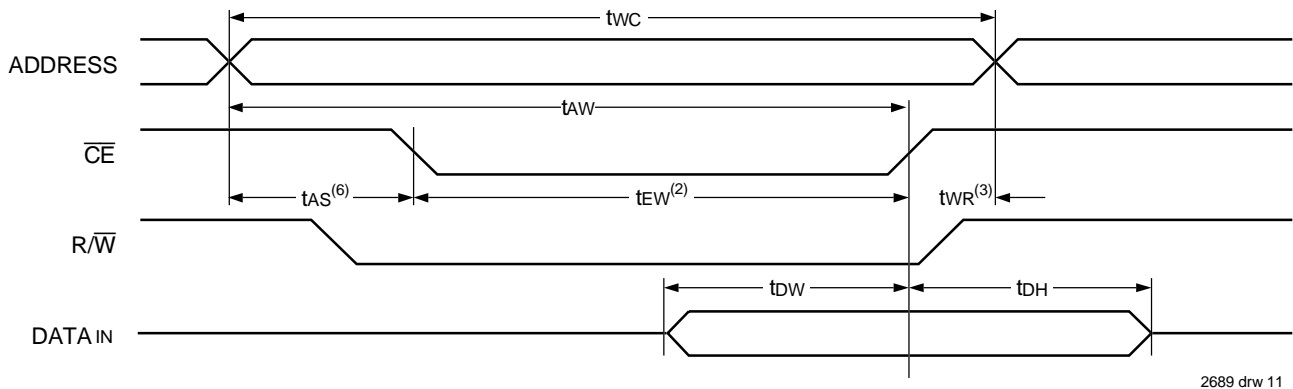 tWC
ADDRESS
tAW
CE
tAS(6)
tEW(2)
tWR(3)
R/W
tDW
tDH
DATA IN
2689 drw 11